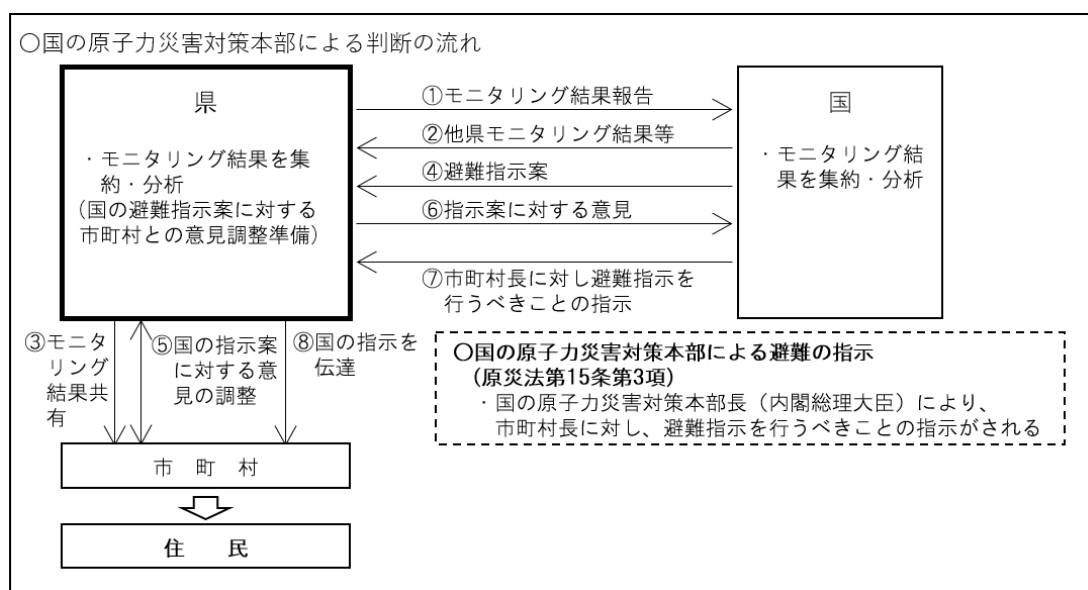 〇国の原子力災害対策本部による判断の流れ
県
・モニタリング結果を集
約・分析
(国の避難指示案に対する
市町村との意見調整準備)
①モニタリング結果報告
②他県モニタリング結果等
④避難指示案
⑥指示案に対する意見
⑦市町村長に対し避難指示を
行うべきことの指示
国
・モニタリング結
果を集約・分析
③モニタ
リング
結果共
有
⑤国の指示案
に対する意
見の調整
⑧国の指示を
伝達
〇国の原子力災害対策本部による避難の指示
(原災法第15条第3項)
・国の原子力災害対策本部長（内閣総理大臣）により、
市町村長に対し、避難指示を行うべきことの指示がされる
市 町 村
住 民